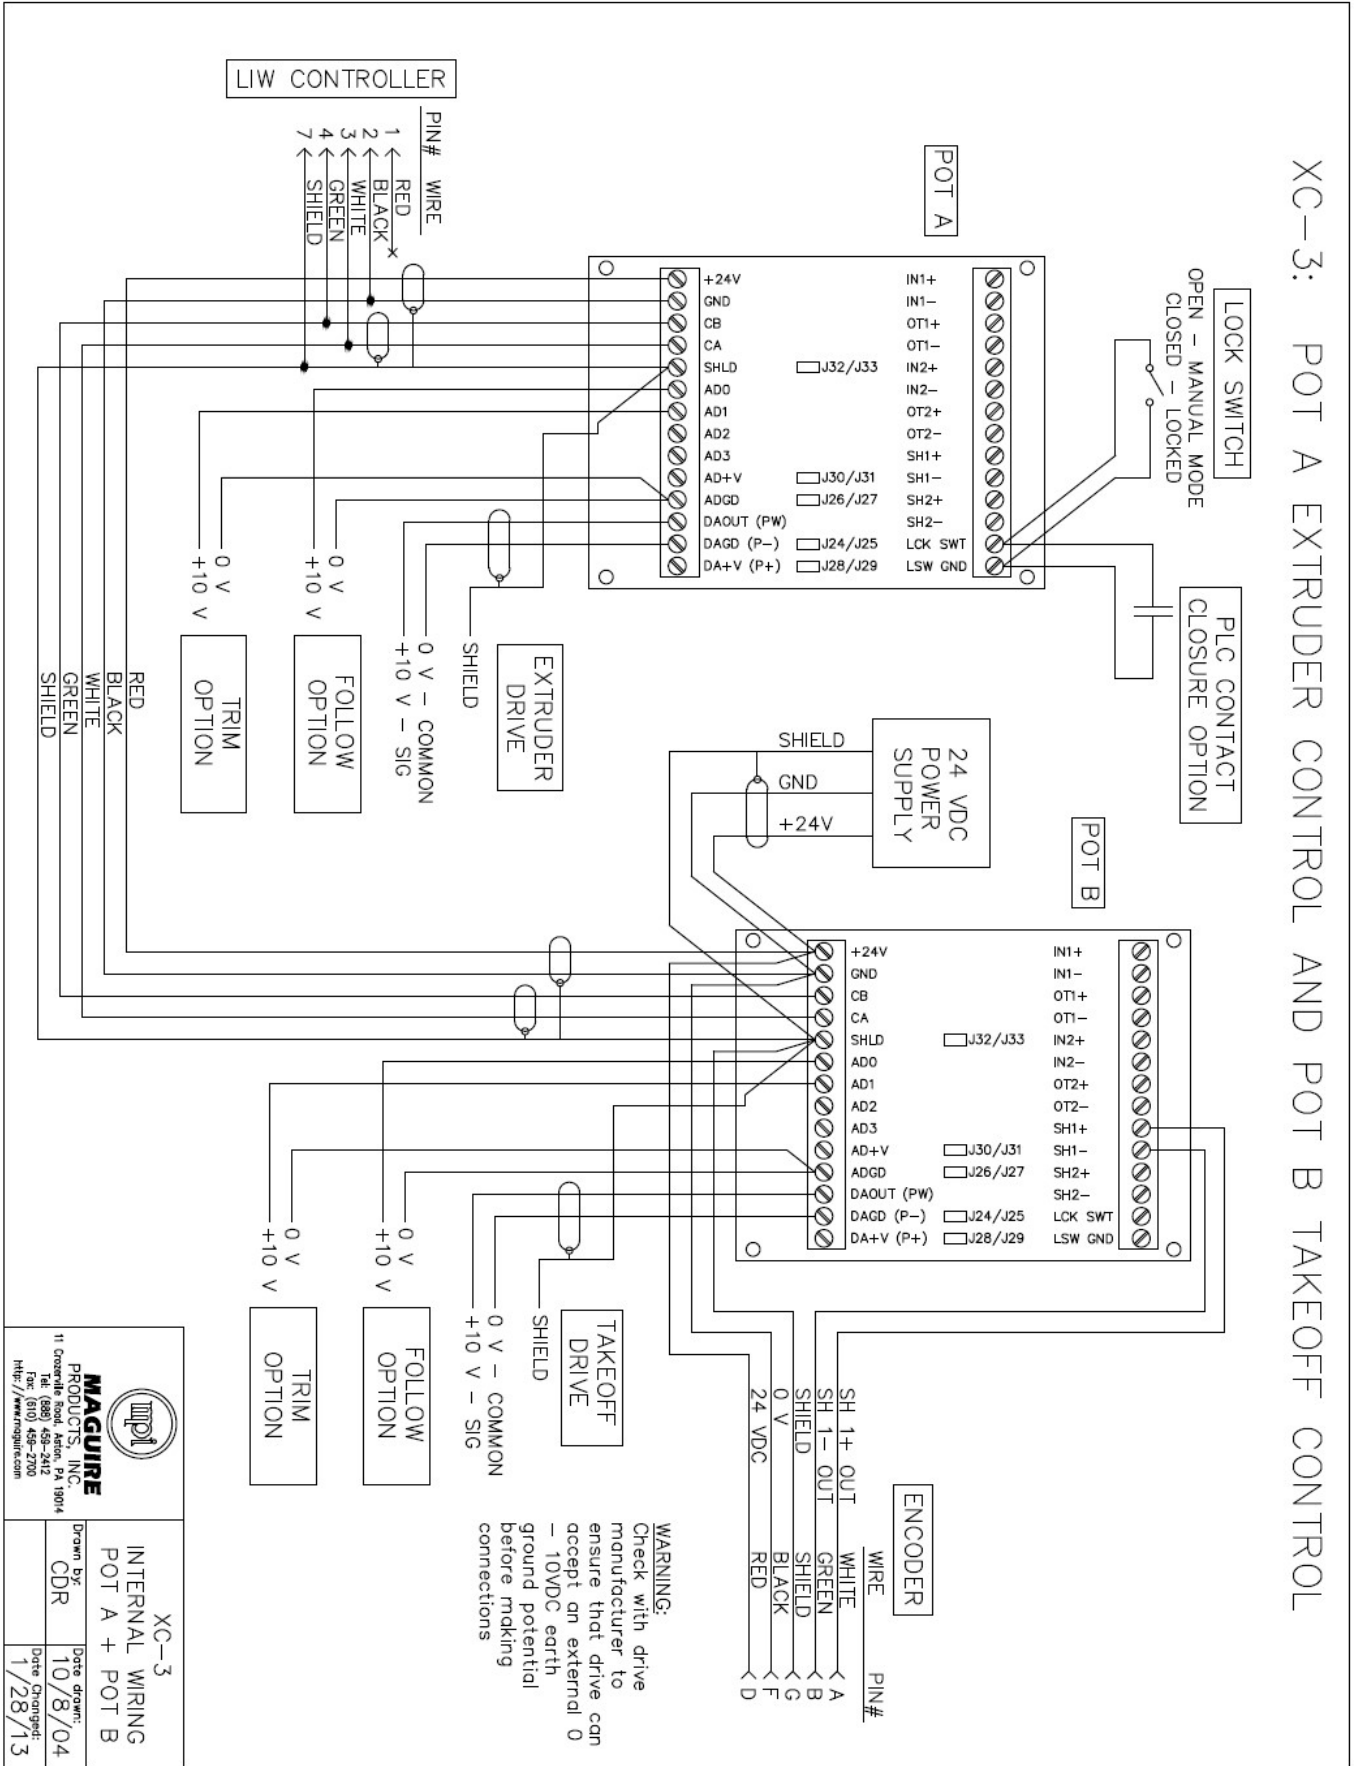 XC-3: POT A EXTRUDER CONTROL AND POT B TAKEOFF CONTROL
LOCK SWITCH
OPEN - MANUAL MODE
CLOSED - LOCKED
PLC CONTACT
CLOSURE OPTION
POT A
IN1+
IN1-
OT1+
OT1-
IN2+
IN2-
OT2+
OT2-
SH1+
SH1-
SH2+
SH2-
LCK SWT
LSW GND
J32/J33
J30/J31
J26/J27
J24/J25
J28/J29
+24V
GND
CB
CA
SHLD
AD0
AD1
AD2
AD3
AD+V
ADGD
DAOUT (PW)
DAGD (P-)
DA+V (P+)
LIW CONTROLLER
PIN# WIRE
1 RED
2 BLACK
3 WHITE
4 GREEN
7 SHIELD
EXTRUDER
DRIVE
SHIELD
0 V - COMMON
+10 V - SIG
FOLLOW
OPTION
0 V
+10 V
TRIM
OPTION
0 V
+10 V
RED
BLACK
WHITE
GREEN
SHIELD
24 VDC
POWER
SUPPLY
SHIELD
GND
+24V
POT B
IN1+
IN1-
OT1+
OT1-
IN2+
IN2-
OT2+
OT2-
SH1+
SH1-
SH2+
SH2-
LCK SWT
LSW GND
J32/J33
J30/J31
J26/J27
J24/J25
J28/J29
+24V
GND
CB
CA
SHLD
AD0
AD1
AD2
AD3
AD+V
ADGD
DAOUT (PW)
DAGD (P-)
DA+V (P+)
TAKEOFF
DRIVE
SHIELD
0 V - COMMON
+10 V - SIG
FOLLOW
OPTION
0 V
+10 V
TRIM
OPTION
0 V
+10 V
ENCODER
WIRE PIN#
SH 1+ OUT WHITE A
SH 1- OUT GREEN B
SHIELD SHIELD G
0 V BLACK F
24 VDC RED D
WARNING:
Check with drive
manufacturer to
ensure that drive can
accept an external 0
- 10VDC earth
ground potential
before making
connections
mpi
MAGUIRE
PRODUCTS, INC.
11 Crozerville Road, Aston, PA 19014
Tel: (888) 459-2412
Fax: (610) 459-2700
http://www.maguire.com
XC-3
INTERNAL WIRING
POT A + POT B
Drawn by:
CDR
Date drawn:
10/8/04
Date Changed:
1/28/13